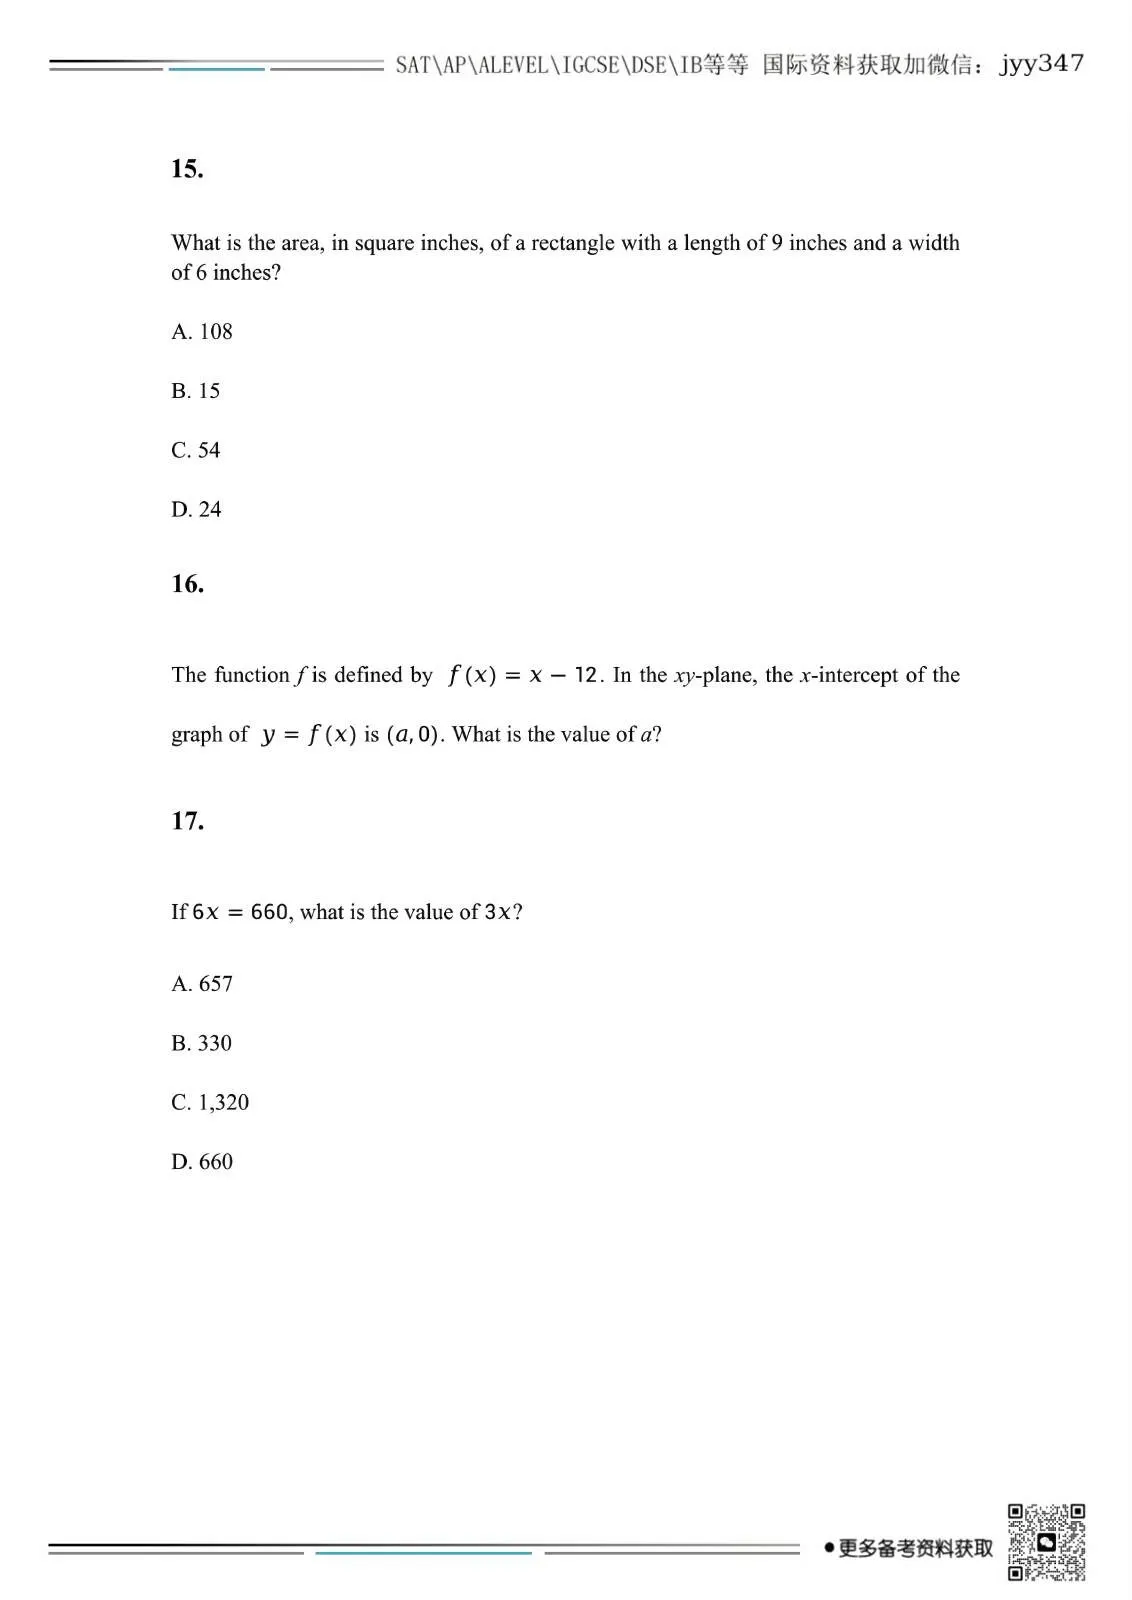 SAT\AP\ALEVEL\IGCSE\DSE\IB等等 国际资料获取加微信：jyy347
15.
What is the area, in square inches, of a rectangle with a length of 9 inches and a width
of 6 inches?
A. 108
B. 15
C. 54
D. 24
16.
The function f is defined by f(x) = x − 12. In the xy-plane, the x-intercept of the
graph of y = f(x) is (a, 0). What is the value of a?
17.
If 6x = 660, what is the value of 3x?
A. 657
B. 330
C. 1,320
D. 660
●更多备考资料获取